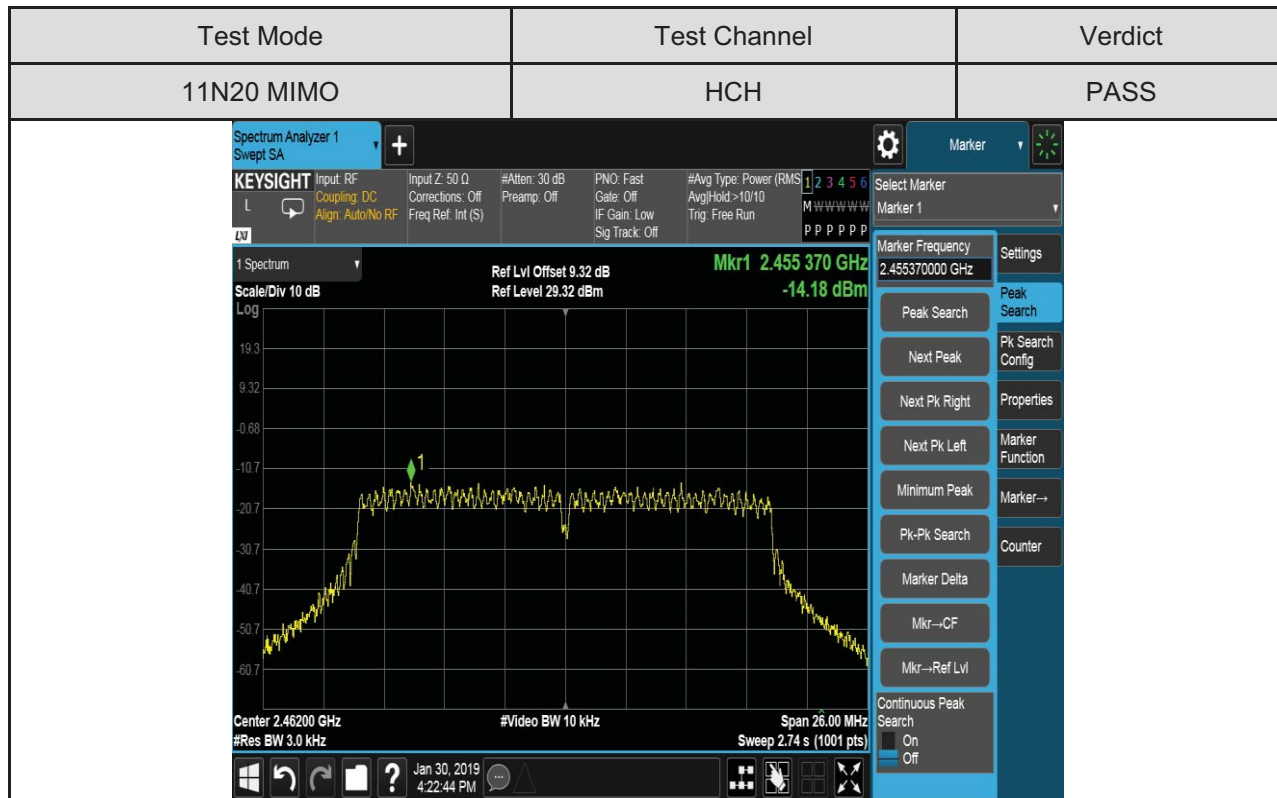 Test Mode Test Channel Verdict
11N20 MIMO HCH PASS
Spectrum Analyzer 1
Swept SA
+
Marker
KEYSIGHT Input: RF Input Z: 50 Ω #Atten: 30 dB PNO: Fast #Avg Type: Power (RMS 1 2 3 4 5 6
L Coupling: DC Corrections: Off Preamp: Off Gate: Off Avg|Hold:>10/10 M W W W W W
Align: Auto/No RF Freq Ref: Int (S) IF Gain: Low Trig: Free Run
LXI Sig Track: Off P P P P P P
Select Marker
Marker 1
1 Spectrum Ref Lvl Offset 9.32 dB Mkr1 2.455 370 GHz
Scale/Div 10 dB Ref Level 29.32 dBm -14.18 dBm
Log
19.3
9.32
-0.68
-10.7
-20.7
-30.7
-40.7
-50.7
-60.7
1
Center 2.46200 GHz #Video BW 10 kHz Span 26.00 MHz
#Res BW 3.0 kHz Sweep 2.74 s (1001 pts)
Marker Frequency
2.455370000 GHz
Peak Search
Next Peak
Next Pk Right
Next Pk Left
Minimum Peak
Pk-Pk Search
Marker Delta
Mkr→CF
Mkr→Ref Lvl
Continuous Peak
Search
On
Off
Settings
Peak
Search
Pk Search
Config
Properties
Marker
Function
Marker→
Counter
? Jan 30, 2019
4:22:44 PM